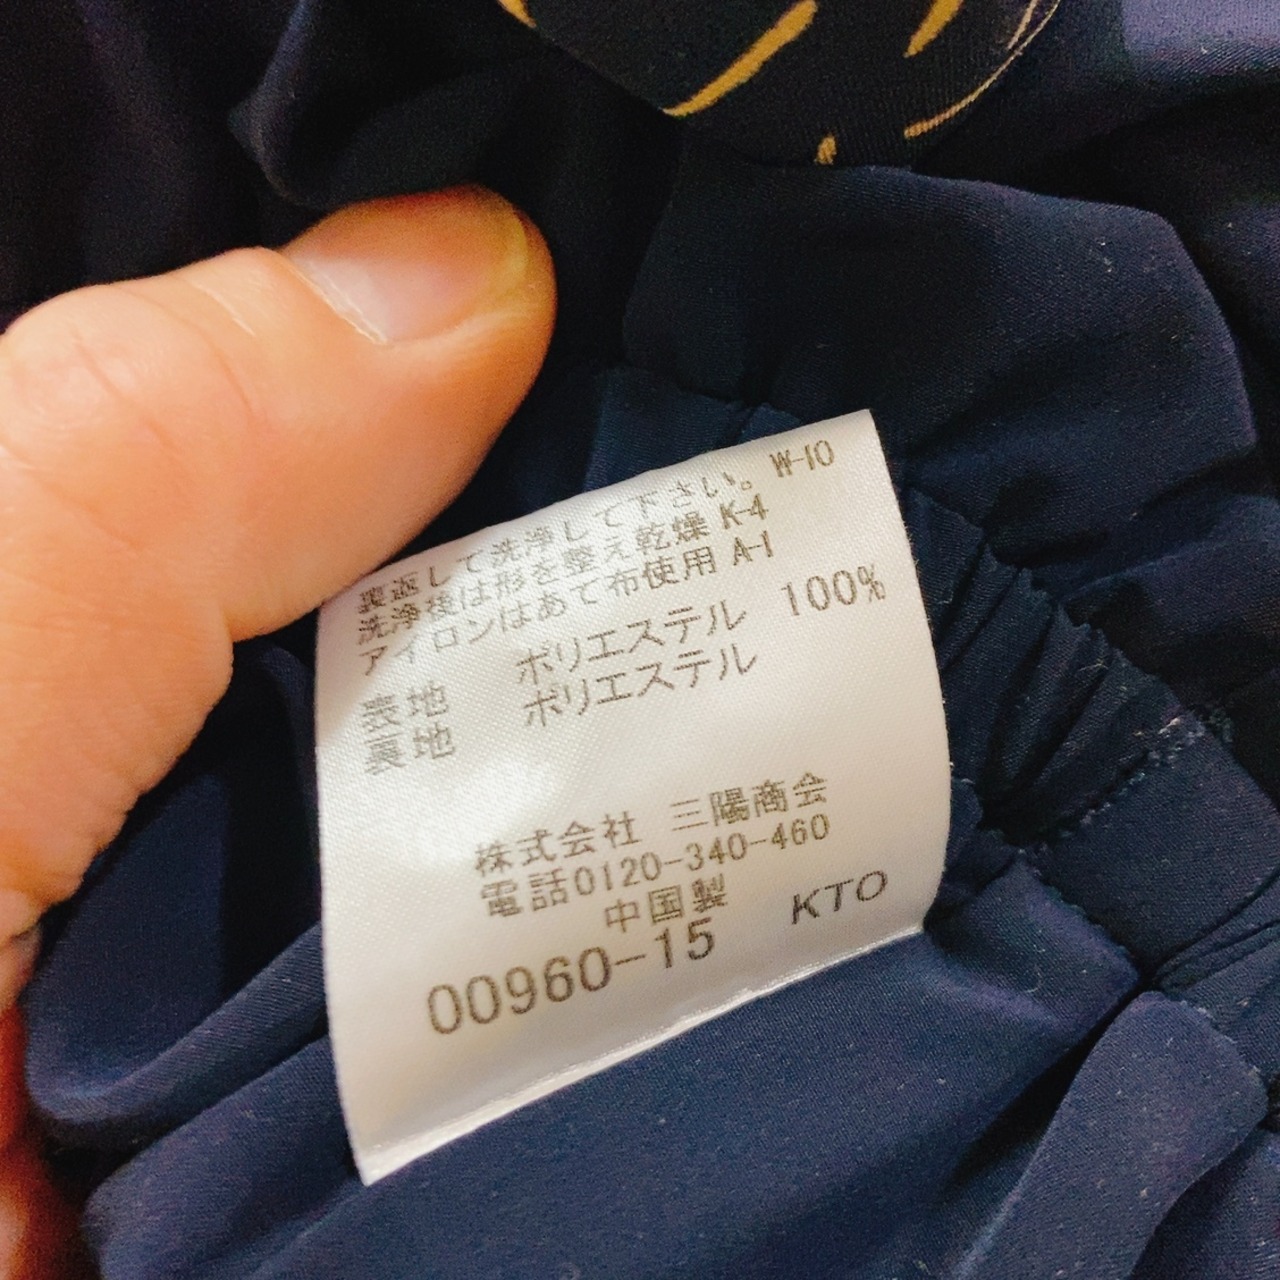 裏返して洗浄して下さい。 W-10
洗浄後は形を整え乾燥 K-4
アイロンはあて布使用 A-1
表地 ポリエステル 100%
裏地 ポリエステル
株式会社 三陽商会
電話0120-340-460
中国製
00960-15 KTO